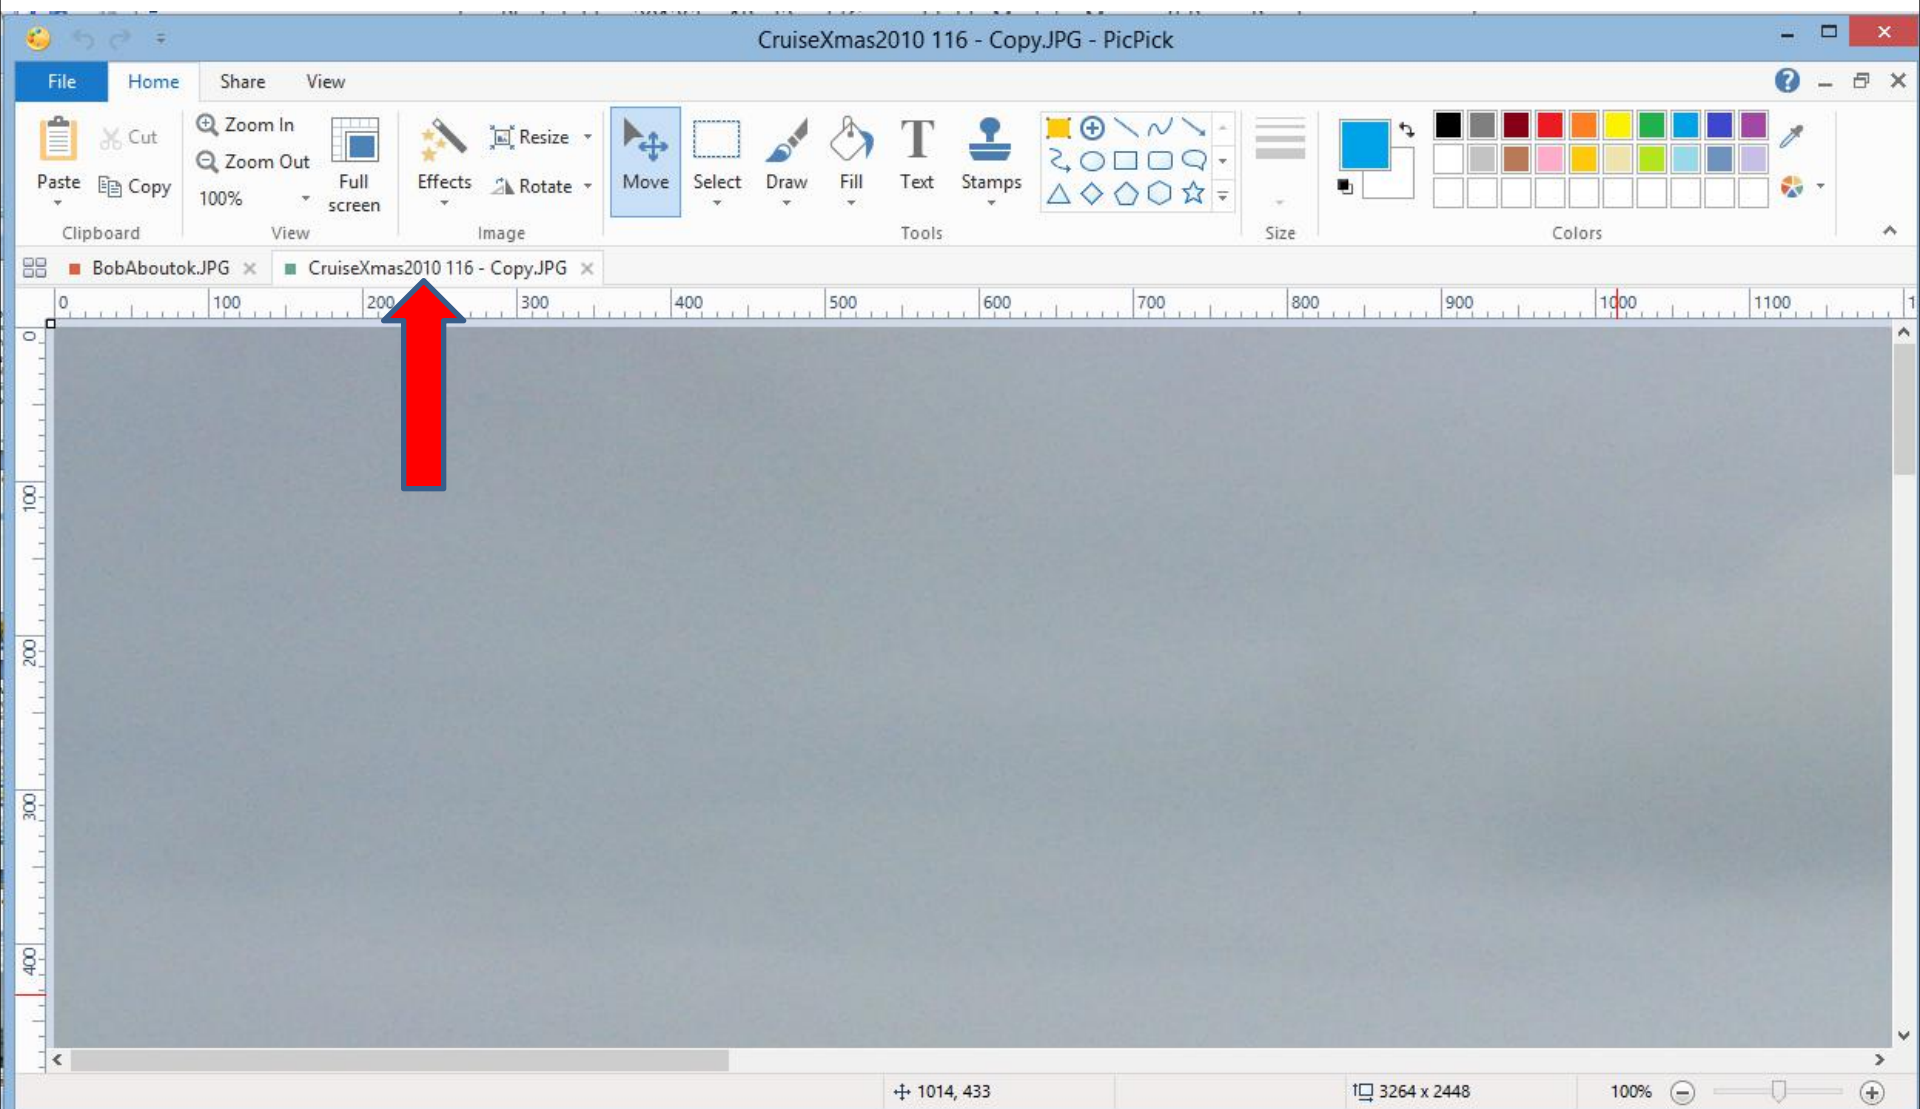 CruiseXmas2010 116 - Copy.JPG - PicPick
File Home Share View
Paste Cut Copy
Zoom In
Zoom Out
100%
Full screen
Effects
Resize
Rotate
Move Select Draw Fill Text Stamps
Clipboard View Image Tools Size Colors
BobAboutok.JPG CruiseXmas2010 116 - Copy.JPG
0 100 200 300 400 500 600 700 800 900 1000 1100 1
0
100
200
300
400
1014, 433 3264 x 2448 100%